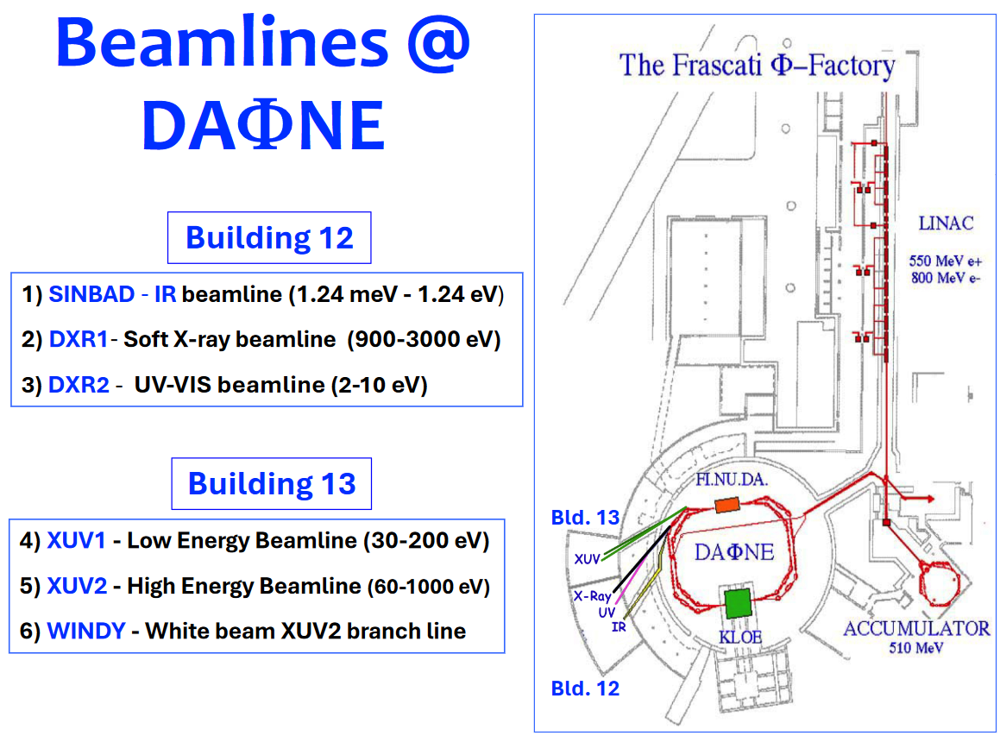 Beamlines @
DAΦNE
Building 12
1) SINBAD - IR beamline (1.24 meV - 1.24 eV)
2) DXR1- Soft X-ray beamline (900-3000 eV)
3) DXR2 - UV-VIS beamline (2-10 eV)
Building 13
4) XUV1 - Low Energy Beamline (30-200 eV)
5) XUV2 - High Energy Beamline (60-1000 eV)
6) WINDY - White beam XUV2 branch line
The Frascati Φ–Factory
LINAC
550 MeV e+
800 MeV e-
FI.NU.DA.
Bld. 13
DAΦNE
XUV
X-Ray
UV
IR
KLOE
ACCUMULATOR
510 MeV
Bld. 12